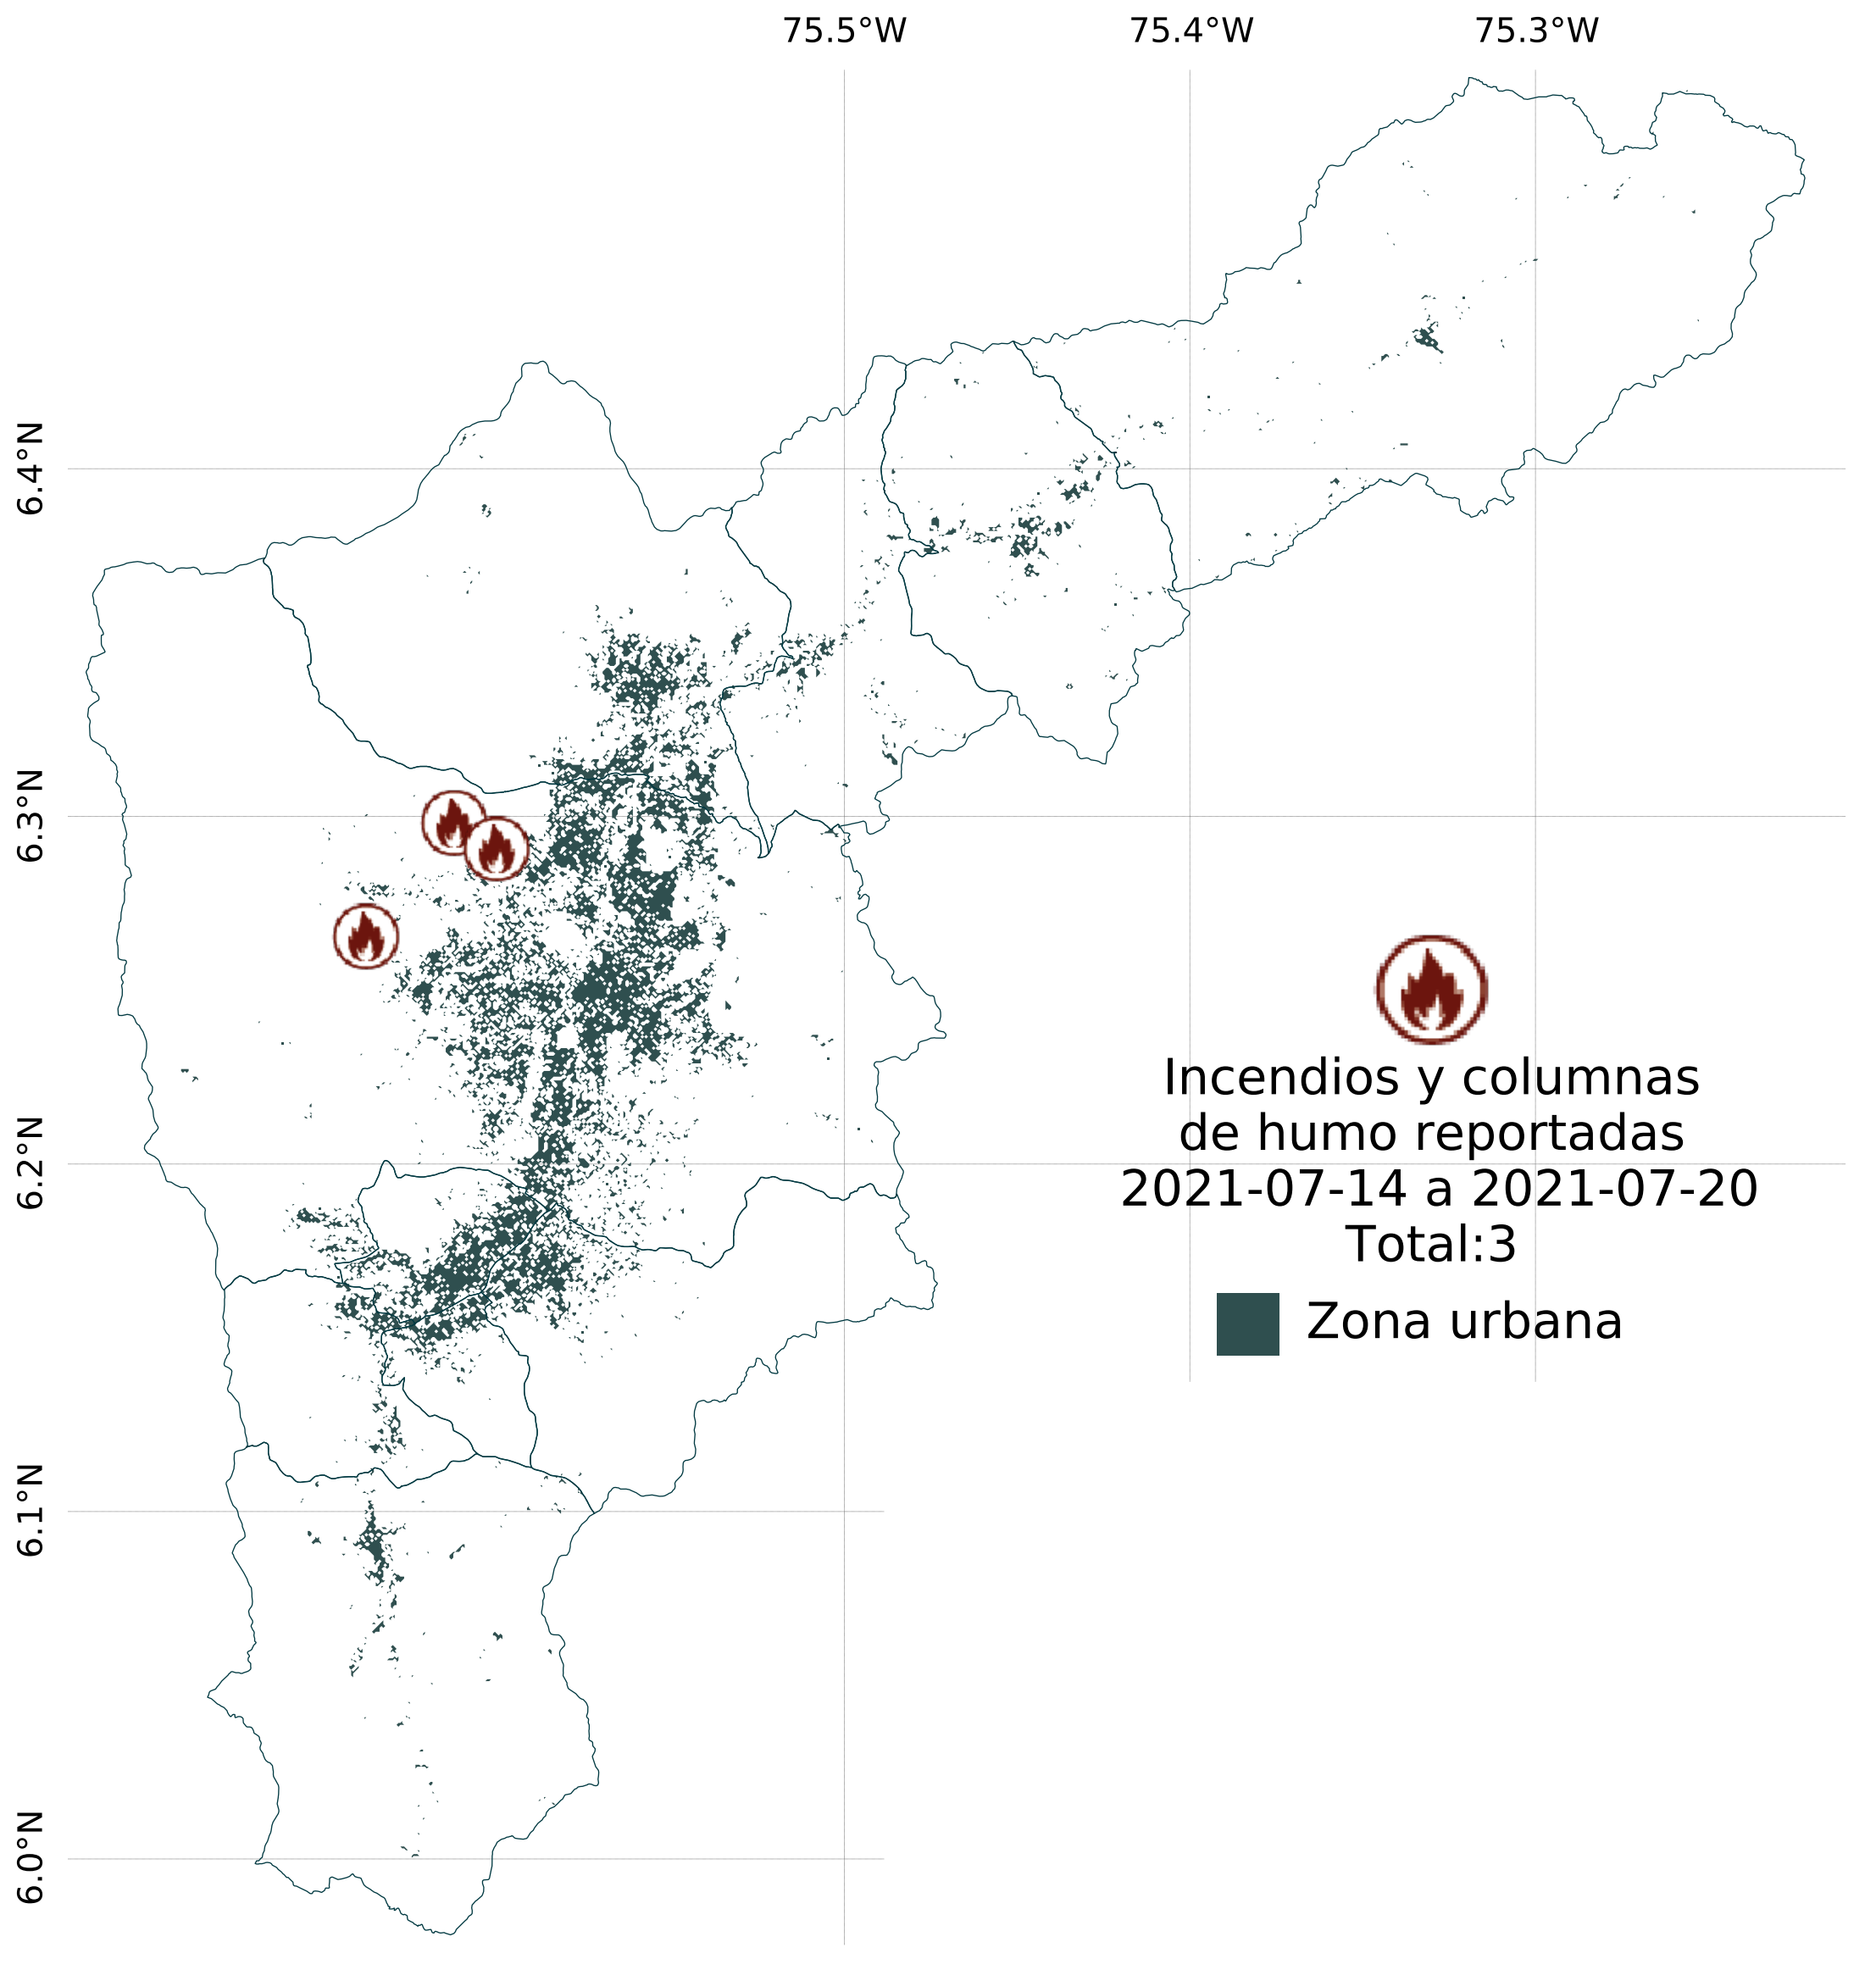 75.5°W 75.4°W 75.3°W
6.4°N
6.3°N
6.2°N
6.1°N
6.0°N
Incendios y columnas
de humo reportadas
2021-07-14 a 2021-07-20
Total:3
Zona urbana